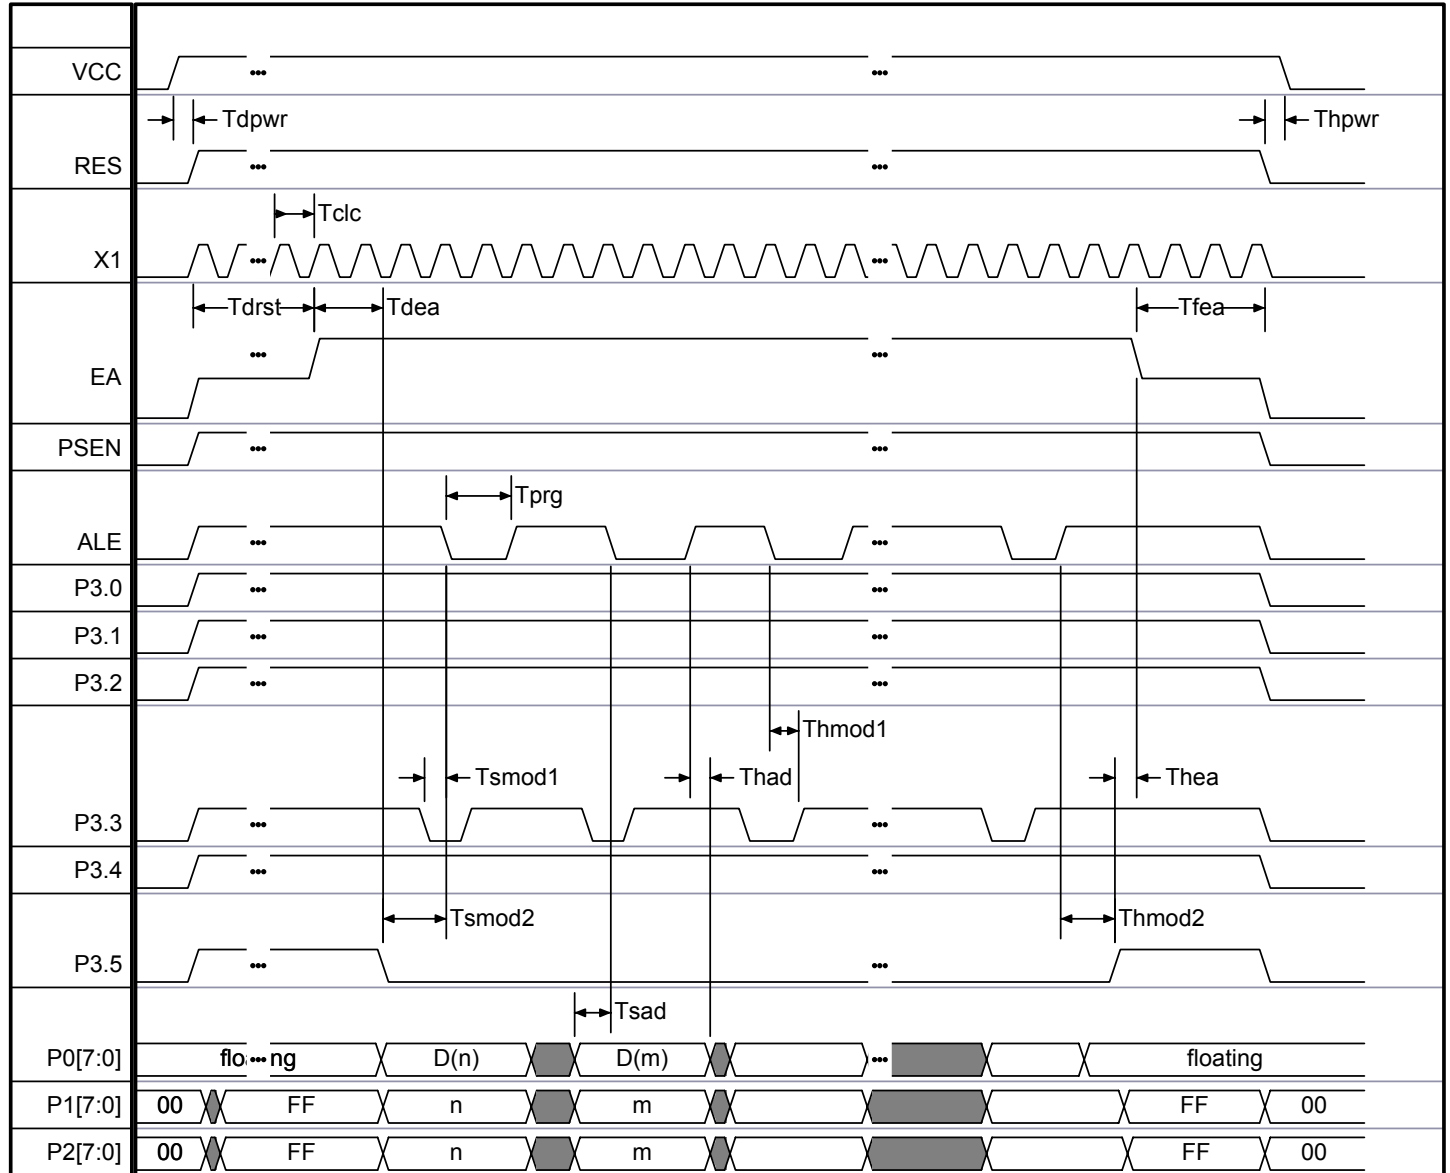 VCC
Tdpwr Thpwr
RES
Tclc
X1
Tdrst Tdea Tfea
EA
PSEN
Tprg
ALE
P3.0
P3.1
P3.2
Thmod1
Tsmod1 Thad Thea
P3.3
P3.4
Tsmod2 Thmod2
P3.5
Tsad
P0[7:0] flo ng D(n) D(m) floating
P1[7:0] 00 FF n m FF 00
P2[7:0] 00 FF n m FF 00